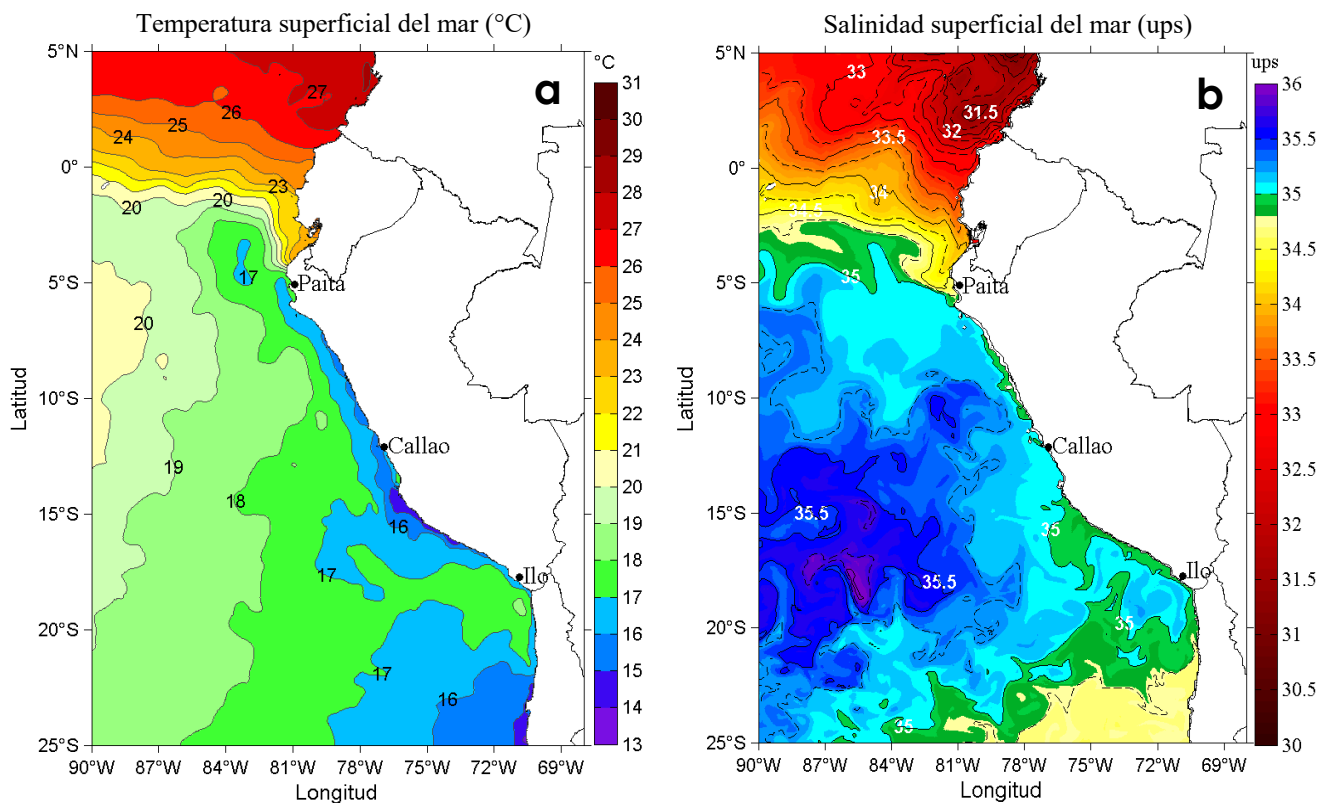 Temperatura superficial del mar (°C)
a
5°N
0°
5°S
10°S
15°S
20°S
25°S
Latitud
90°W 87°W 84°W 81°W 78°W 75°W 72°W 69°W
Longitud
27
26
25
24
23
20
20
17
20
19
18
16
17
17
16
Paita
Callao
Ilo
°C
31
30
29
28
27
26
25
24
23
22
21
20
19
18
17
16
15
14
13
Salinidad superficial del mar (ups)
b
5°N
0°
5°S
10°S
15°S
20°S
25°S
Latitud
90°W 87°W 84°W 81°W 78°W 75°W 72°W 69°W
Longitud
33
31.5
32
33.5
34
34.5
35
35.5
35
35.5
35
35
Paita
Callao
Ilo
ups
36
35.5
35
34.5
34
33.5
33
32.5
32
31.5
31
30.5
30